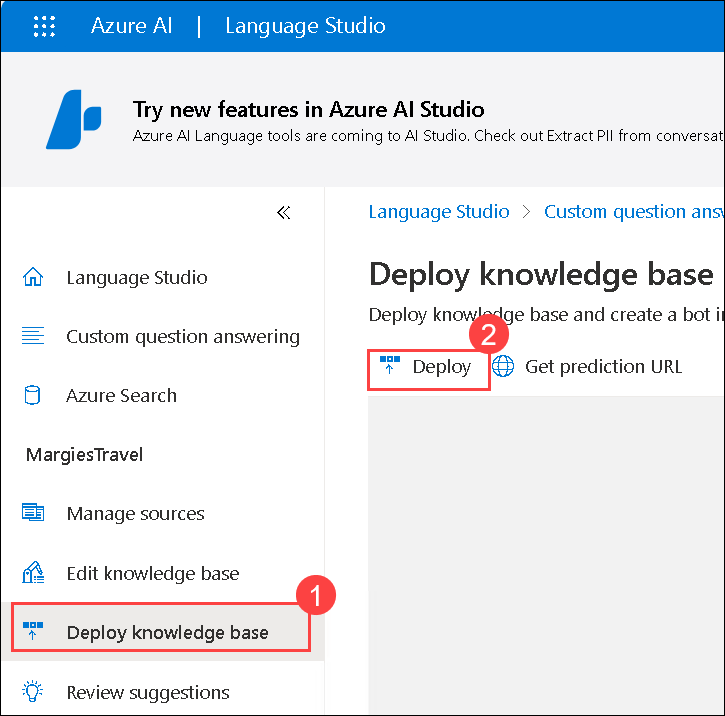 Azure AI | Language Studio
Try new features in Azure AI Studio
Azure AI Language tools are coming to AI Studio. Check out Extract PII from conversat
Language Studio > Custom question ans
Language Studio
Deploy knowledge base
Deploy knowledge base and create a bot i
Custom question answering
2
Deploy
Get prediction URL
Azure Search
MargiesTravel
Manage sources
Edit knowledge base
1
Deploy knowledge base
Review suggestions